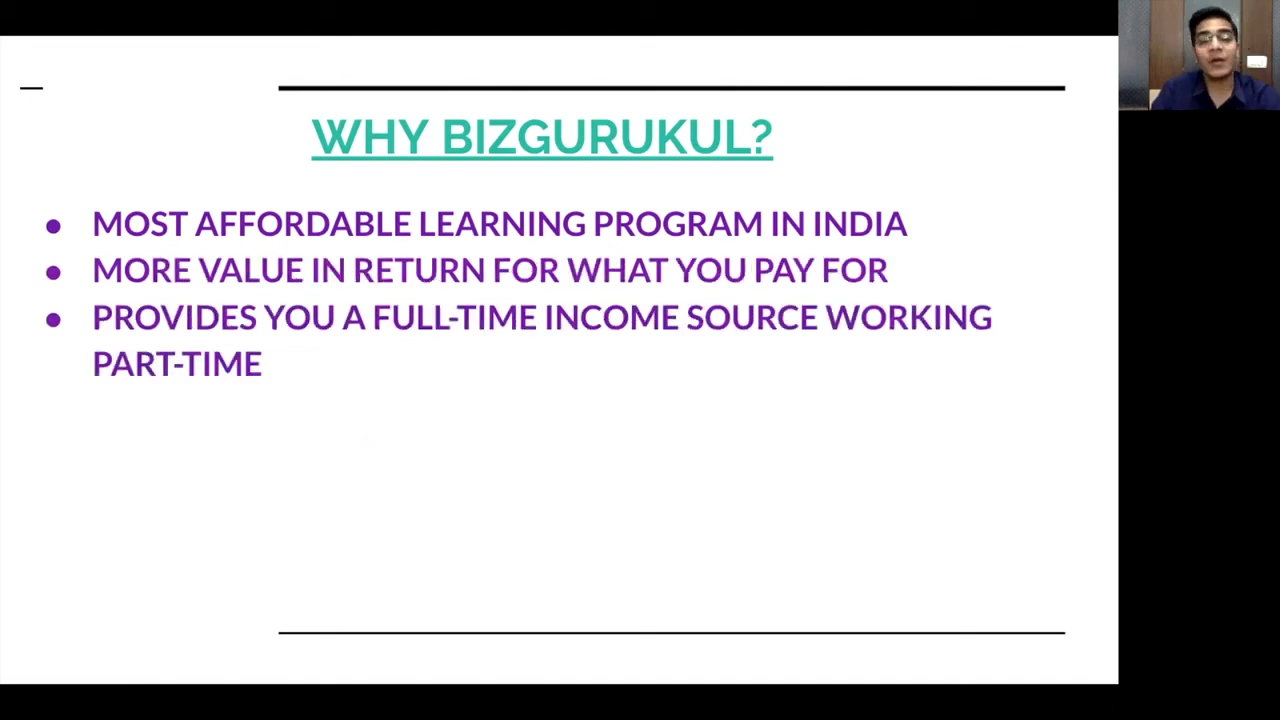 WHY BIZGURUKUL?
● MOST AFFORDABLE LEARNING PROGRAM IN INDIA
● MORE VALUE IN RETURN FOR WHAT YOU PAY FOR
● PROVIDES YOU A FULL-TIME INCOME SOURCE WORKING
PART-TIME